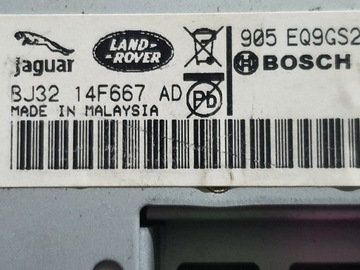 JAGUAR
LAND-
ROVER
905 EQ9GS2
BOSCH
BJ32 14F667 AD
Pb
MADE IN MALAYSIA